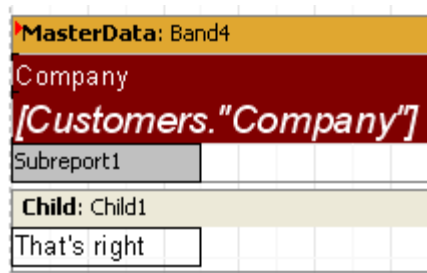 MasterData: Band4
Company
[Customers."Company"]
Subreport1
Child: Child1
That's right